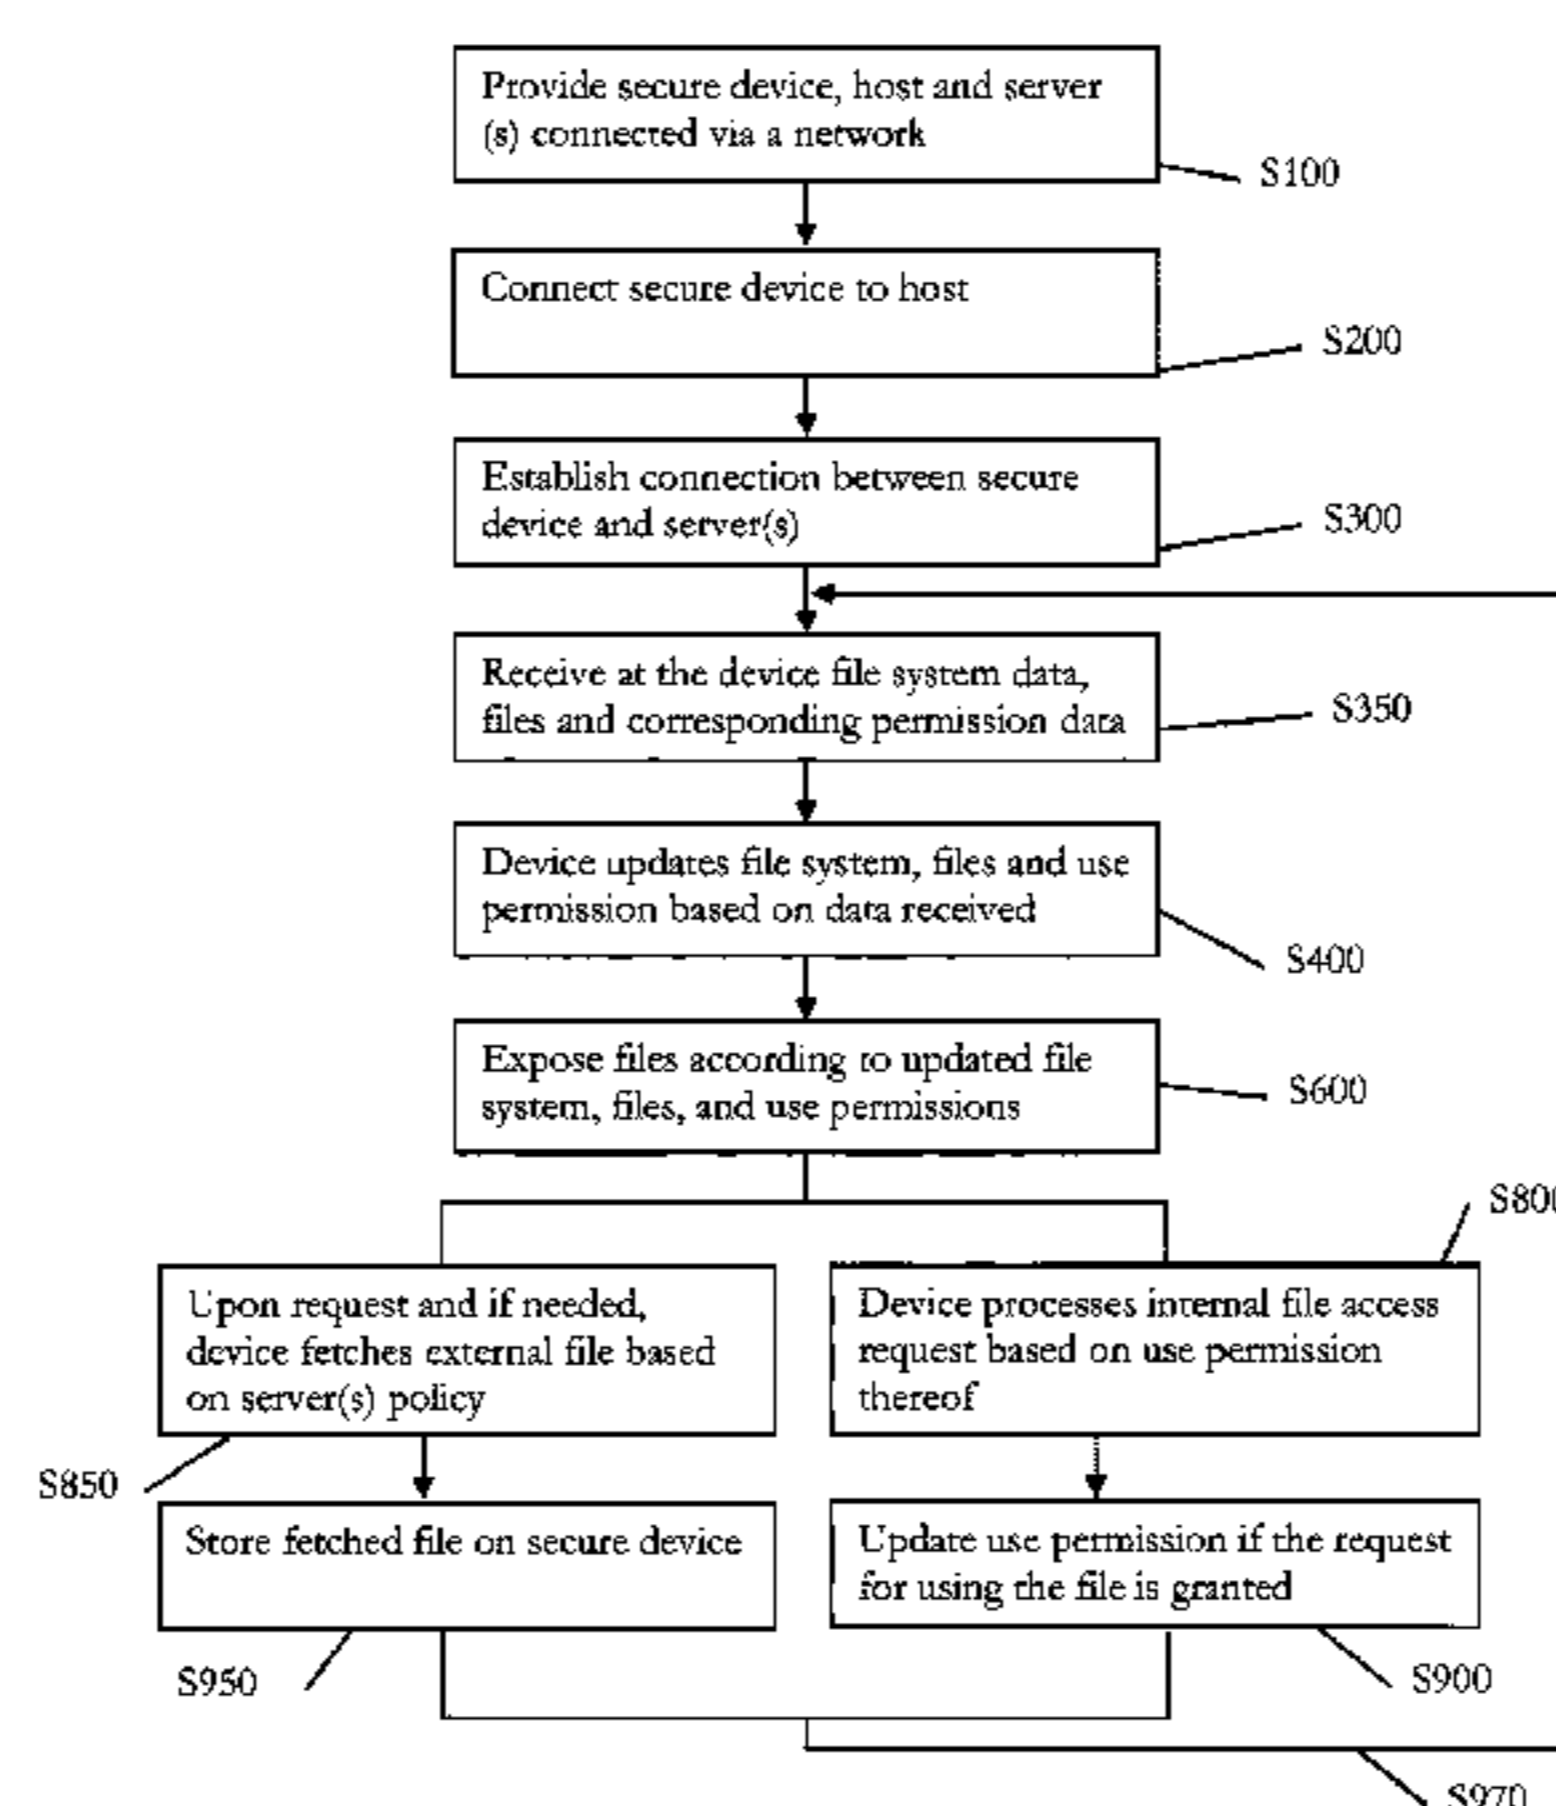 Provide secure device, host and server
(s) connected via a network
S100
Connect secure device to host
S200
Establish connection between secure
device and server(s)
S300
Receive at the device file system data,
files and corresponding permission data
S350
Device updates file system, files and use
permission based on data received
S400
Expose files according to updated file
system, files, and use permissions
S600
S800
Upon request and if needed,
device fetches external file based
on server(s) policy
S850
Device processes internal file access
request based on use permission
thereof
Store fetched file on secure device
S950
Update use permission if the request
for using the file is granted
S900
S970